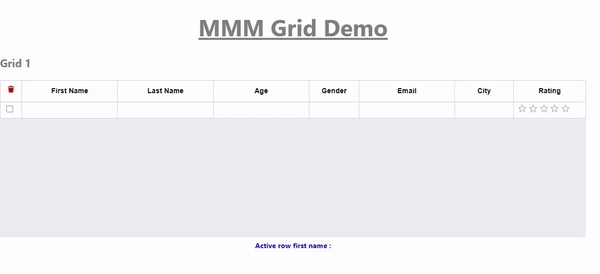 MMM Grid Demo
Grid 1
First Name Last Name Age Gender Email City Rating
Active row first name :